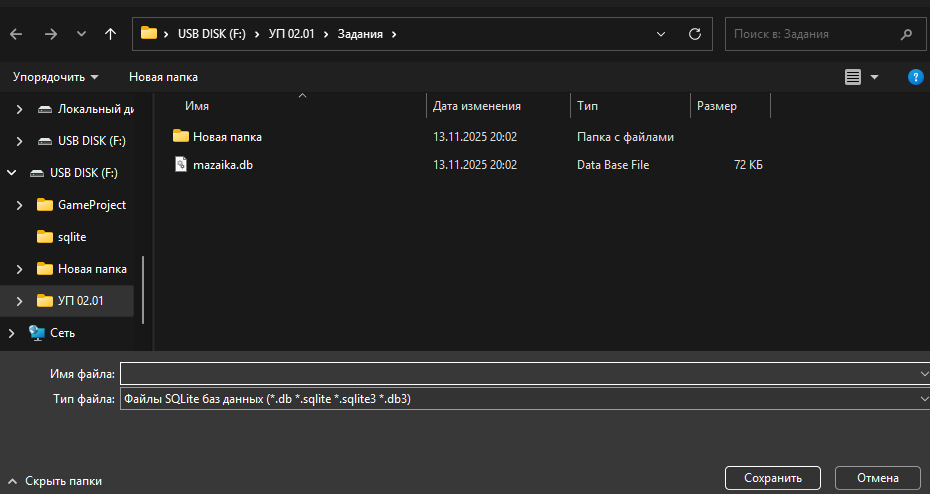 USB DISK (F:) > УП 02.01 > Задания >
Поиск в: Задания
Упорядочить
Новая папка
Имя
Дата изменения
Тип
Размер
Локальный ди
USB DISK (F:)
USB DISK (F:)
GameProject
sqlite
Новая папка
УП 02.01
Сеть
Новая папка 13.11.2025 20:02 Папка с файлами
mazaika.db 13.11.2025 20:02 Data Base File 72 КБ
Имя файла:
Тип файла: Файлы SQLite баз данных (*.db *.sqlite *.sqlite3 *.db3)
Скрыть папки
Сохранить
Отмена